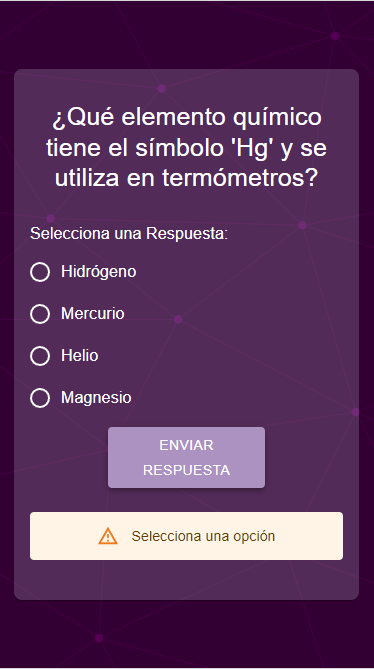 ¿Qué elemento químico
tiene el símbolo 'Hg' y se
utiliza en termómetros?
Selecciona una Respuesta:
Hidrógeno
Mercurio
Helio
Magnesio
ENVIAR
RESPUESTA
Selecciona una opción